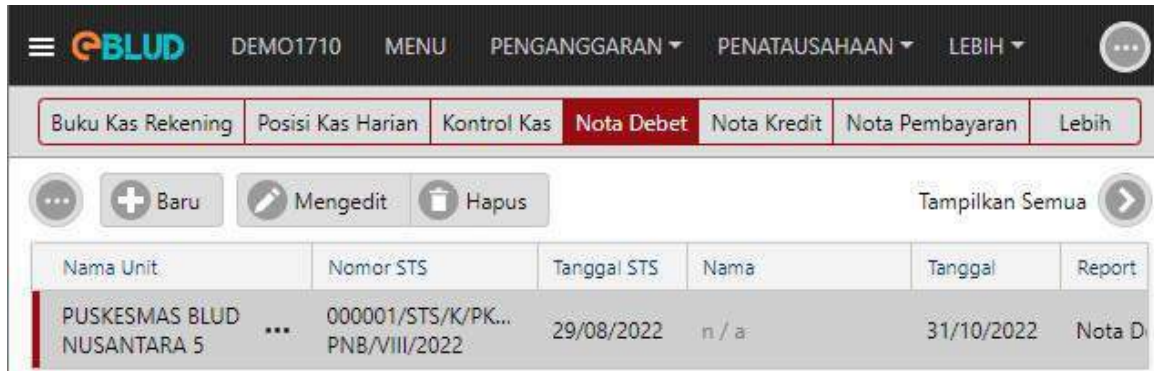 eBLUD DEMO1710 MENU PENGANGGARAN PENATAUSAHAAN LEBIH
Buku Kas Rekening Posisi Kas Harian Kontrol Kas Nota Debet Nota Kredit Nota Pembayaran Lebih
Baru Mengedit Hapus Tampilkan Semua
Nama Unit Nomor STS Tanggal STS Nama Tanggal Report
PUSKESMAS BLUD ... 000001/STS/K/PK...
29/08/2022 n / a 31/10/2022 Nota
NUSANTARA 5 PNB/VIII/2022